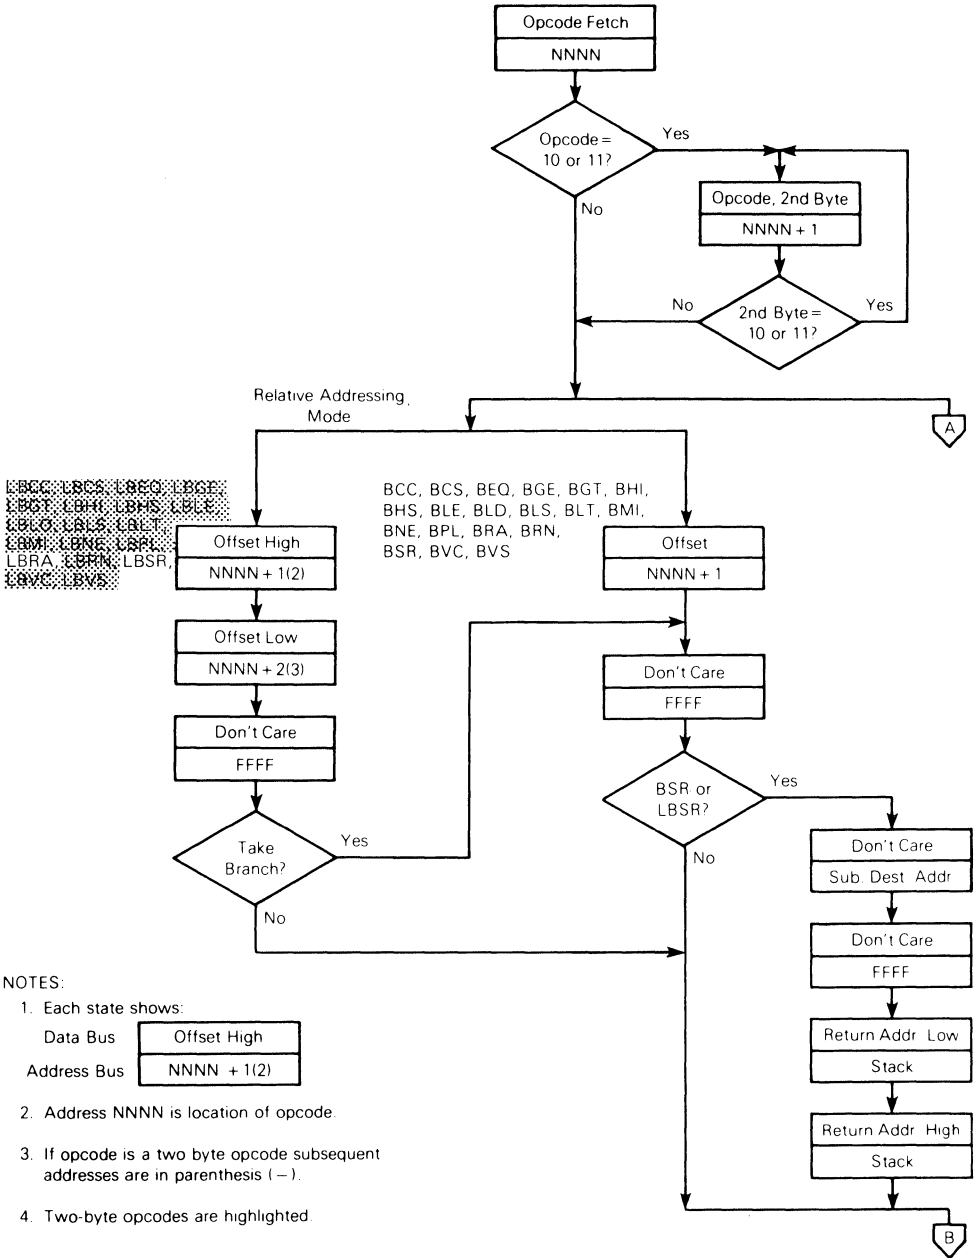 Opcode Fetch
NNNN
Opcode=
10 or 11?
Yes
No
Opcode, 2nd Byte
NNNN + 1
2nd Byte=
10 or 11?
No
Yes
Relative Addressing
Mode
A
LBCC, LBCS, LBEQ, LBGE,
LBGT, LBHI, LBHS, LBLE,
LBLO, LBLS, LBLT
LBMI, LBNE, LBPL,
LBRA, LBRN, LBSR,
LBVC, LBVS
BCC, BCS, BEQ, BGE, BGT, BHI,
BHS, BLE, BLD, BLS, BLT, BMI,
BNE, BPL, BRA, BRN,
BSR, BVC, BVS
Offset High
NNNN + 1(2)
Offset
NNNN + 1
Offset Low
NNNN + 2(3)
Don't Care
FFFF
Don't Care
FFFF
Take
Branch?
Yes
No
BSR or
LBSR?
Yes
No
Don't Care
Sub. Dest Addr
Don't Care
FFFF
Return Addr Low
Stack
Return Addr High
Stack
B
NOTES:
1. Each state shows:
Data Bus Offset High
Address Bus NNNN + 1(2)
2. Address NNNN is location of opcode.
3. If opcode is a two byte opcode subsequent
addresses are in parenthesis (–).
4. Two-byte opcodes are highlighted.